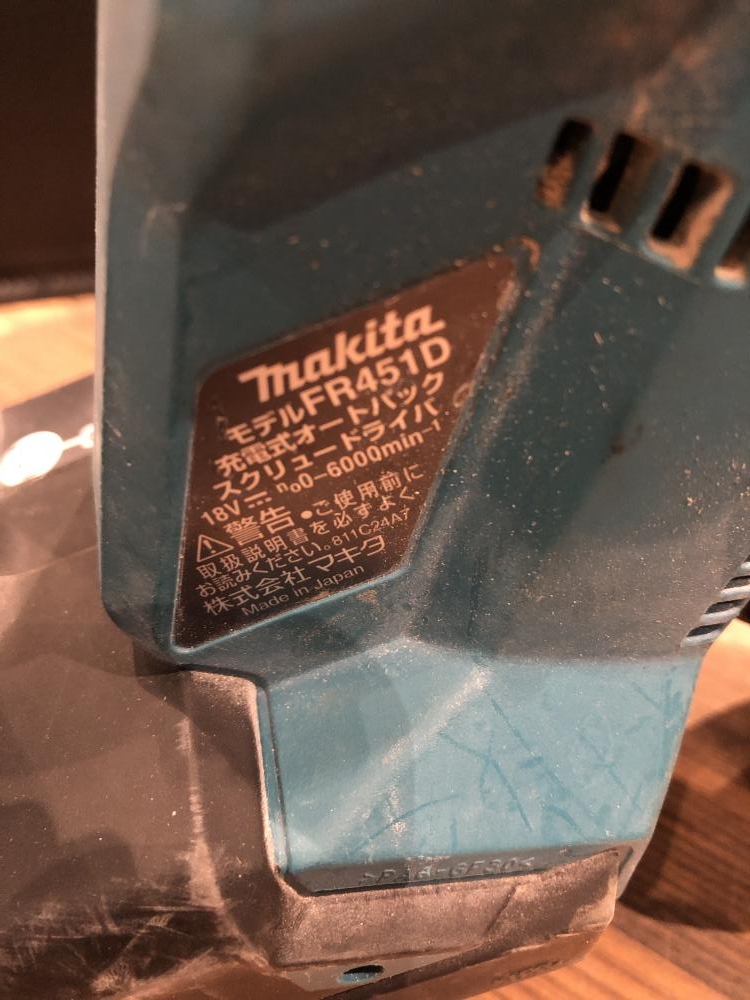 makita
モデルFR451D
充電式オートパック
スクリュードライバ
18V⎓ n₀0-6000min⁻¹
⚠警告 •ご使用前に
取扱説明書を必ずよく
お読みください。811C24A7
株式会社マキタ
Made in Japan
>PA6-GF30<